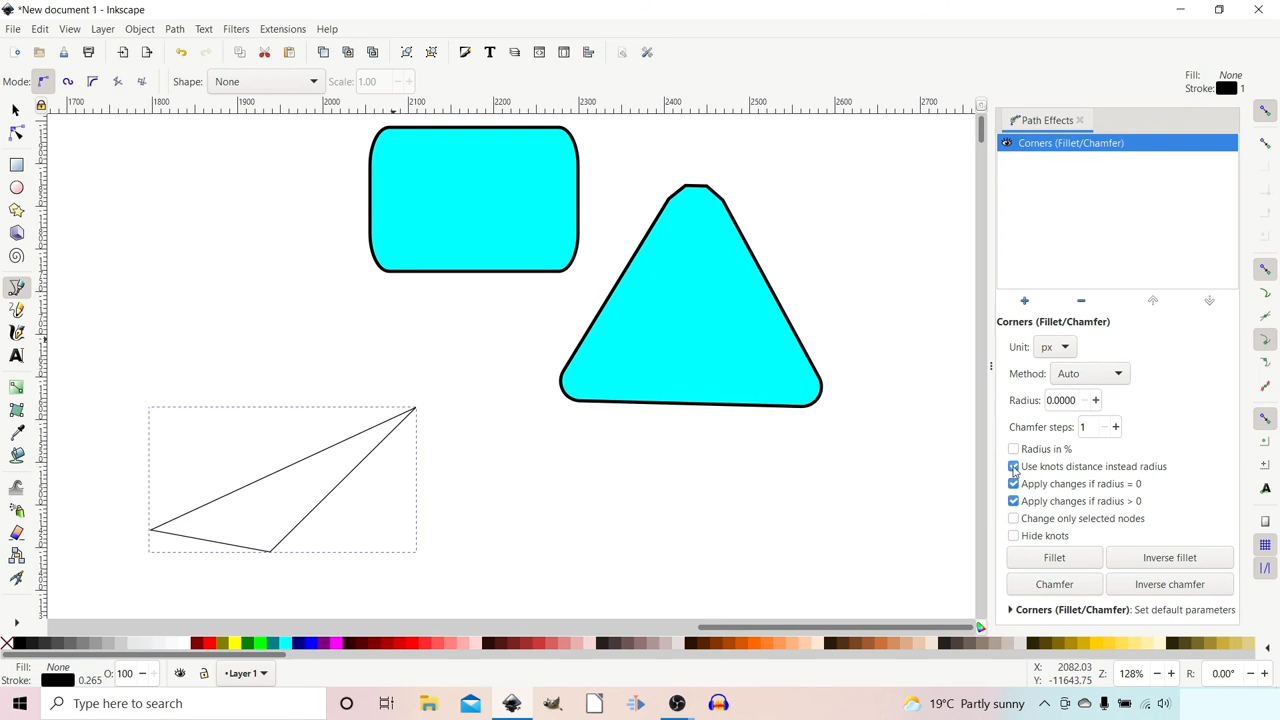 *New document 1 - Inkscape
File Edit View Layer Object Path Text Filters Extensions Help
Mode: Shape: None Scale: 1.00
Fill: None
Stroke: 1
1700 1800 1900 2000 2100 2200 2300 2400 2500 2600 2700
Path Effects
Corners (Fillet/Chamfer)
Corners (Fillet/Chamfer)
Unit: px
Method: Auto
Radius: 0.0000
Chamfer steps: 1
Radius in %
Use knots distance instead radius
Apply changes if radius = 0
Apply changes if radius > 0
Change only selected nodes
Hide knots
Fillet Inverse fillet
Chamfer Inverse chamfer
Corners (Fillet/Chamfer): Set default parameters
Fill: None
Stroke: 0.265 O: 100
•Layer 1
X: 2082.03
Y: -11643.75
Z: 128% R: 0.00°
Type here to search
19°C Partly sunny